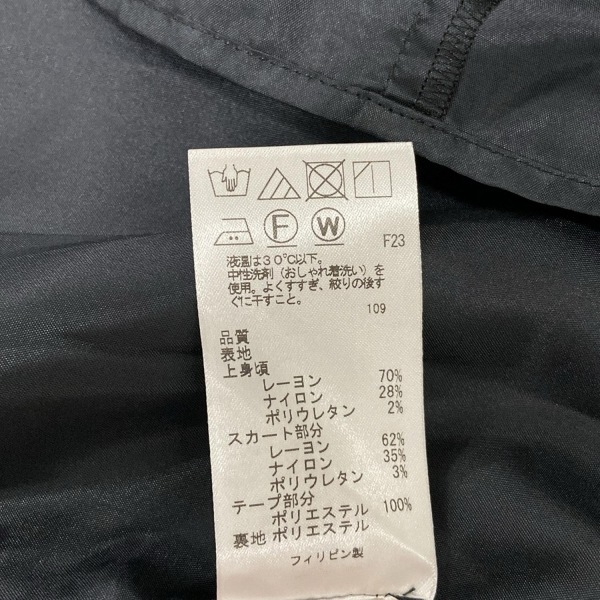 F W F23
液温は30℃以下。
中性洗剤（おしゃれ着洗い）を
使用。よくすすぎ、絞りの後す
ぐに干すこと。
109
品質
表地
上身頃
レーヨン 70%
ナイロン 28%
ポリウレタン 2%
スカート部分
レーヨン 62%
ナイロン 35%
ポリウレタン 3%
テープ部分
ポリエステル 100%
裏地 ポリエステル
フィリピン製